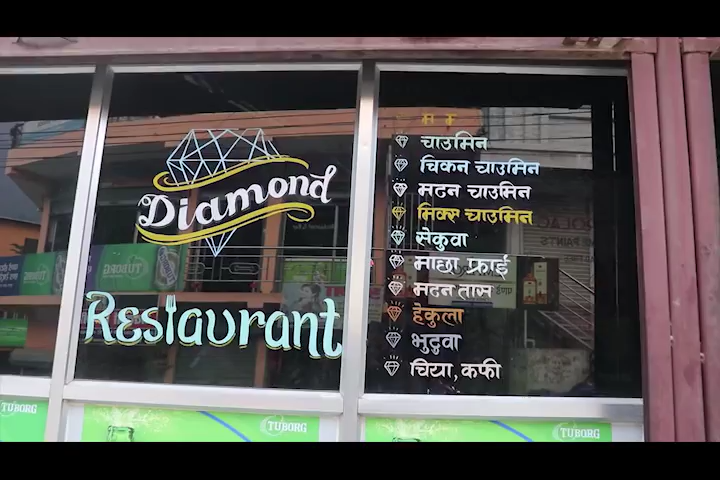 Diamond
Restaurant
चाउमिन
चिकन चाउमिन
मटन चाउमिन
मिक्स चाउमिन
सेकुवा
माछा फ्राई
मटन तास
हेकुला
भुटुवा
चिया, कफी
TUBORG
TUBORG
TUBORG